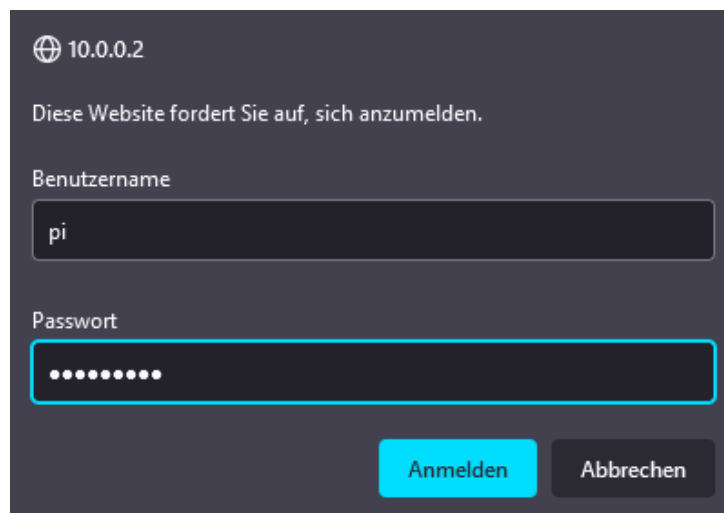 10.0.0.2
Diese Website fordert Sie auf, sich anzumelden.
Benutzername
pi
Passwort
●●●●●●●●●
Anmelden Abbrechen